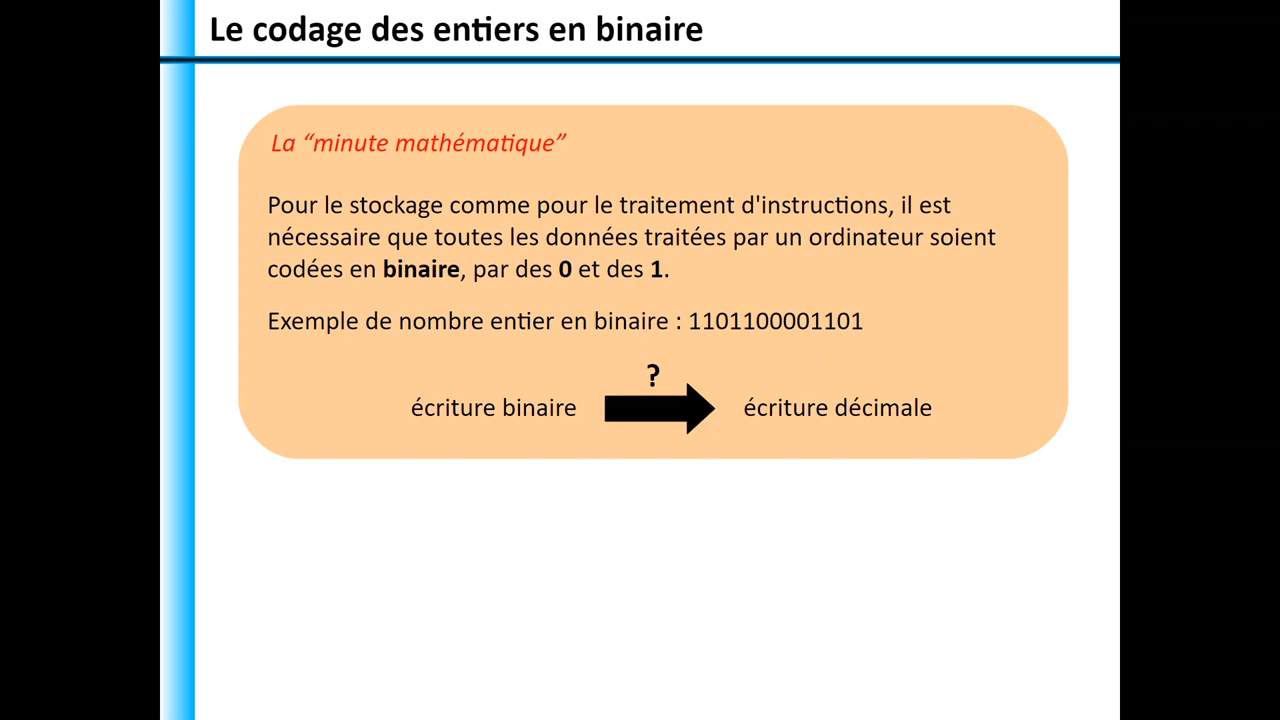 Le codage des entiers en binaire
La “minute mathématique”
Pour le stockage comme pour le traitement d'instructions, il est
nécessaire que toutes les données traitées par un ordinateur soient
codées en binaire, par des 0 et des 1.
Exemple de nombre entier en binaire : 1101100001101
?
écriture binaire écriture décimale